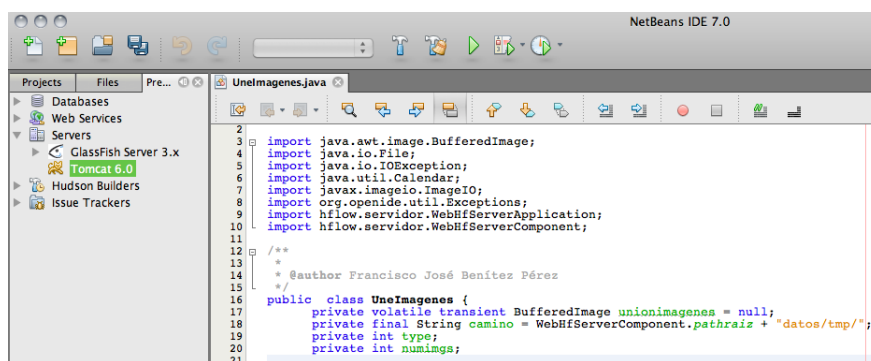 NetBeans IDE 7.0
Projects Files Pre... UneImagenes.java
Databases
Web Services
Servers
GlassFish Server 3.x
Tomcat 6.0
Hudson Builders
Issue Trackers
2
3 import java.awt.image.BufferedImage;
4 import java.io.File;
5 import java.io.IOException;
6 import java.util.Calendar;
7 import javax.imageio.ImageIO;
8 import org.openide.util.Exceptions;
9 import hflow.servidor.WebHfServerApplication;
10 import hflow.servidor.WebHfServerComponent;
11
12 /**
13 *
14 * @author Francisco José Benítez Pérez
15 */
16 public class UneImagenes {
17 private volatile transient BufferedImage unionimagenes = null;
18 private final String camino = WebHfServerComponent.pathraiz + "datos/tmp/";
19 private int type;
20 private int numimgs;
21